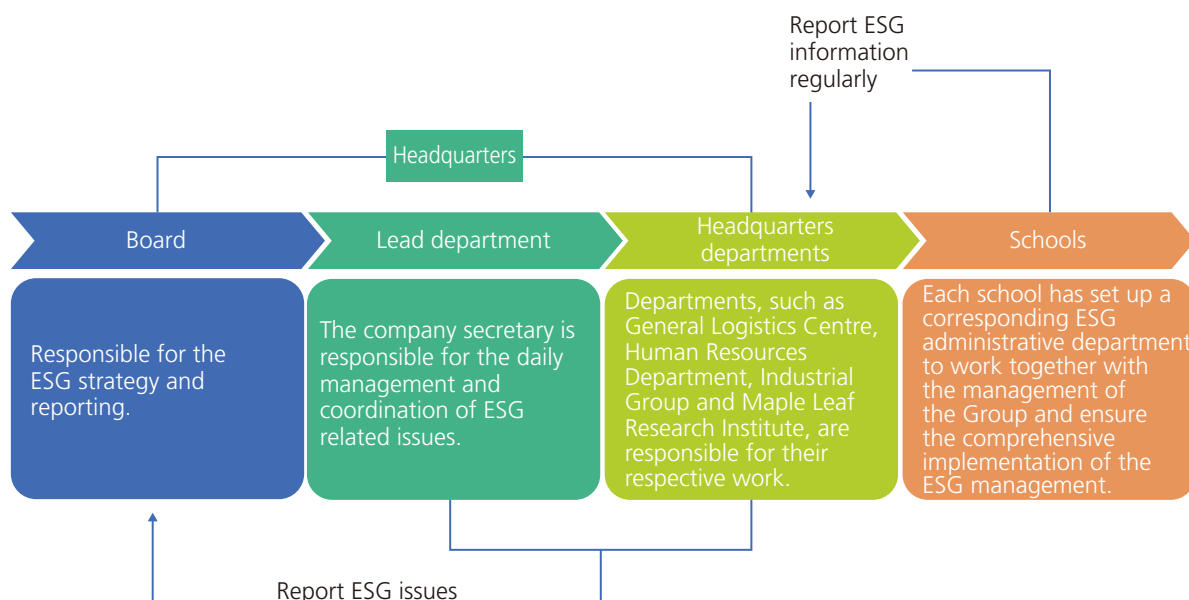 Report ESG
information
regularly
Headquarters
Board
Lead department
Headquarters
departments
Schools
Responsible for the
ESG strategy and
reporting.
The company secretary is
responsible for the daily
management and
coordination of ESG
related issues.
Departments, such as
General Logistics Centre,
Human Resources
Department, Industrial
Group and Maple Leaf
Research Institute, are
responsible for their
respective work.
Each school has set up a
corresponding ESG
administrative department
to work together with
the management of
the Group and ensure
the comprehensive
implementation of the
ESG management.
Report ESG issues